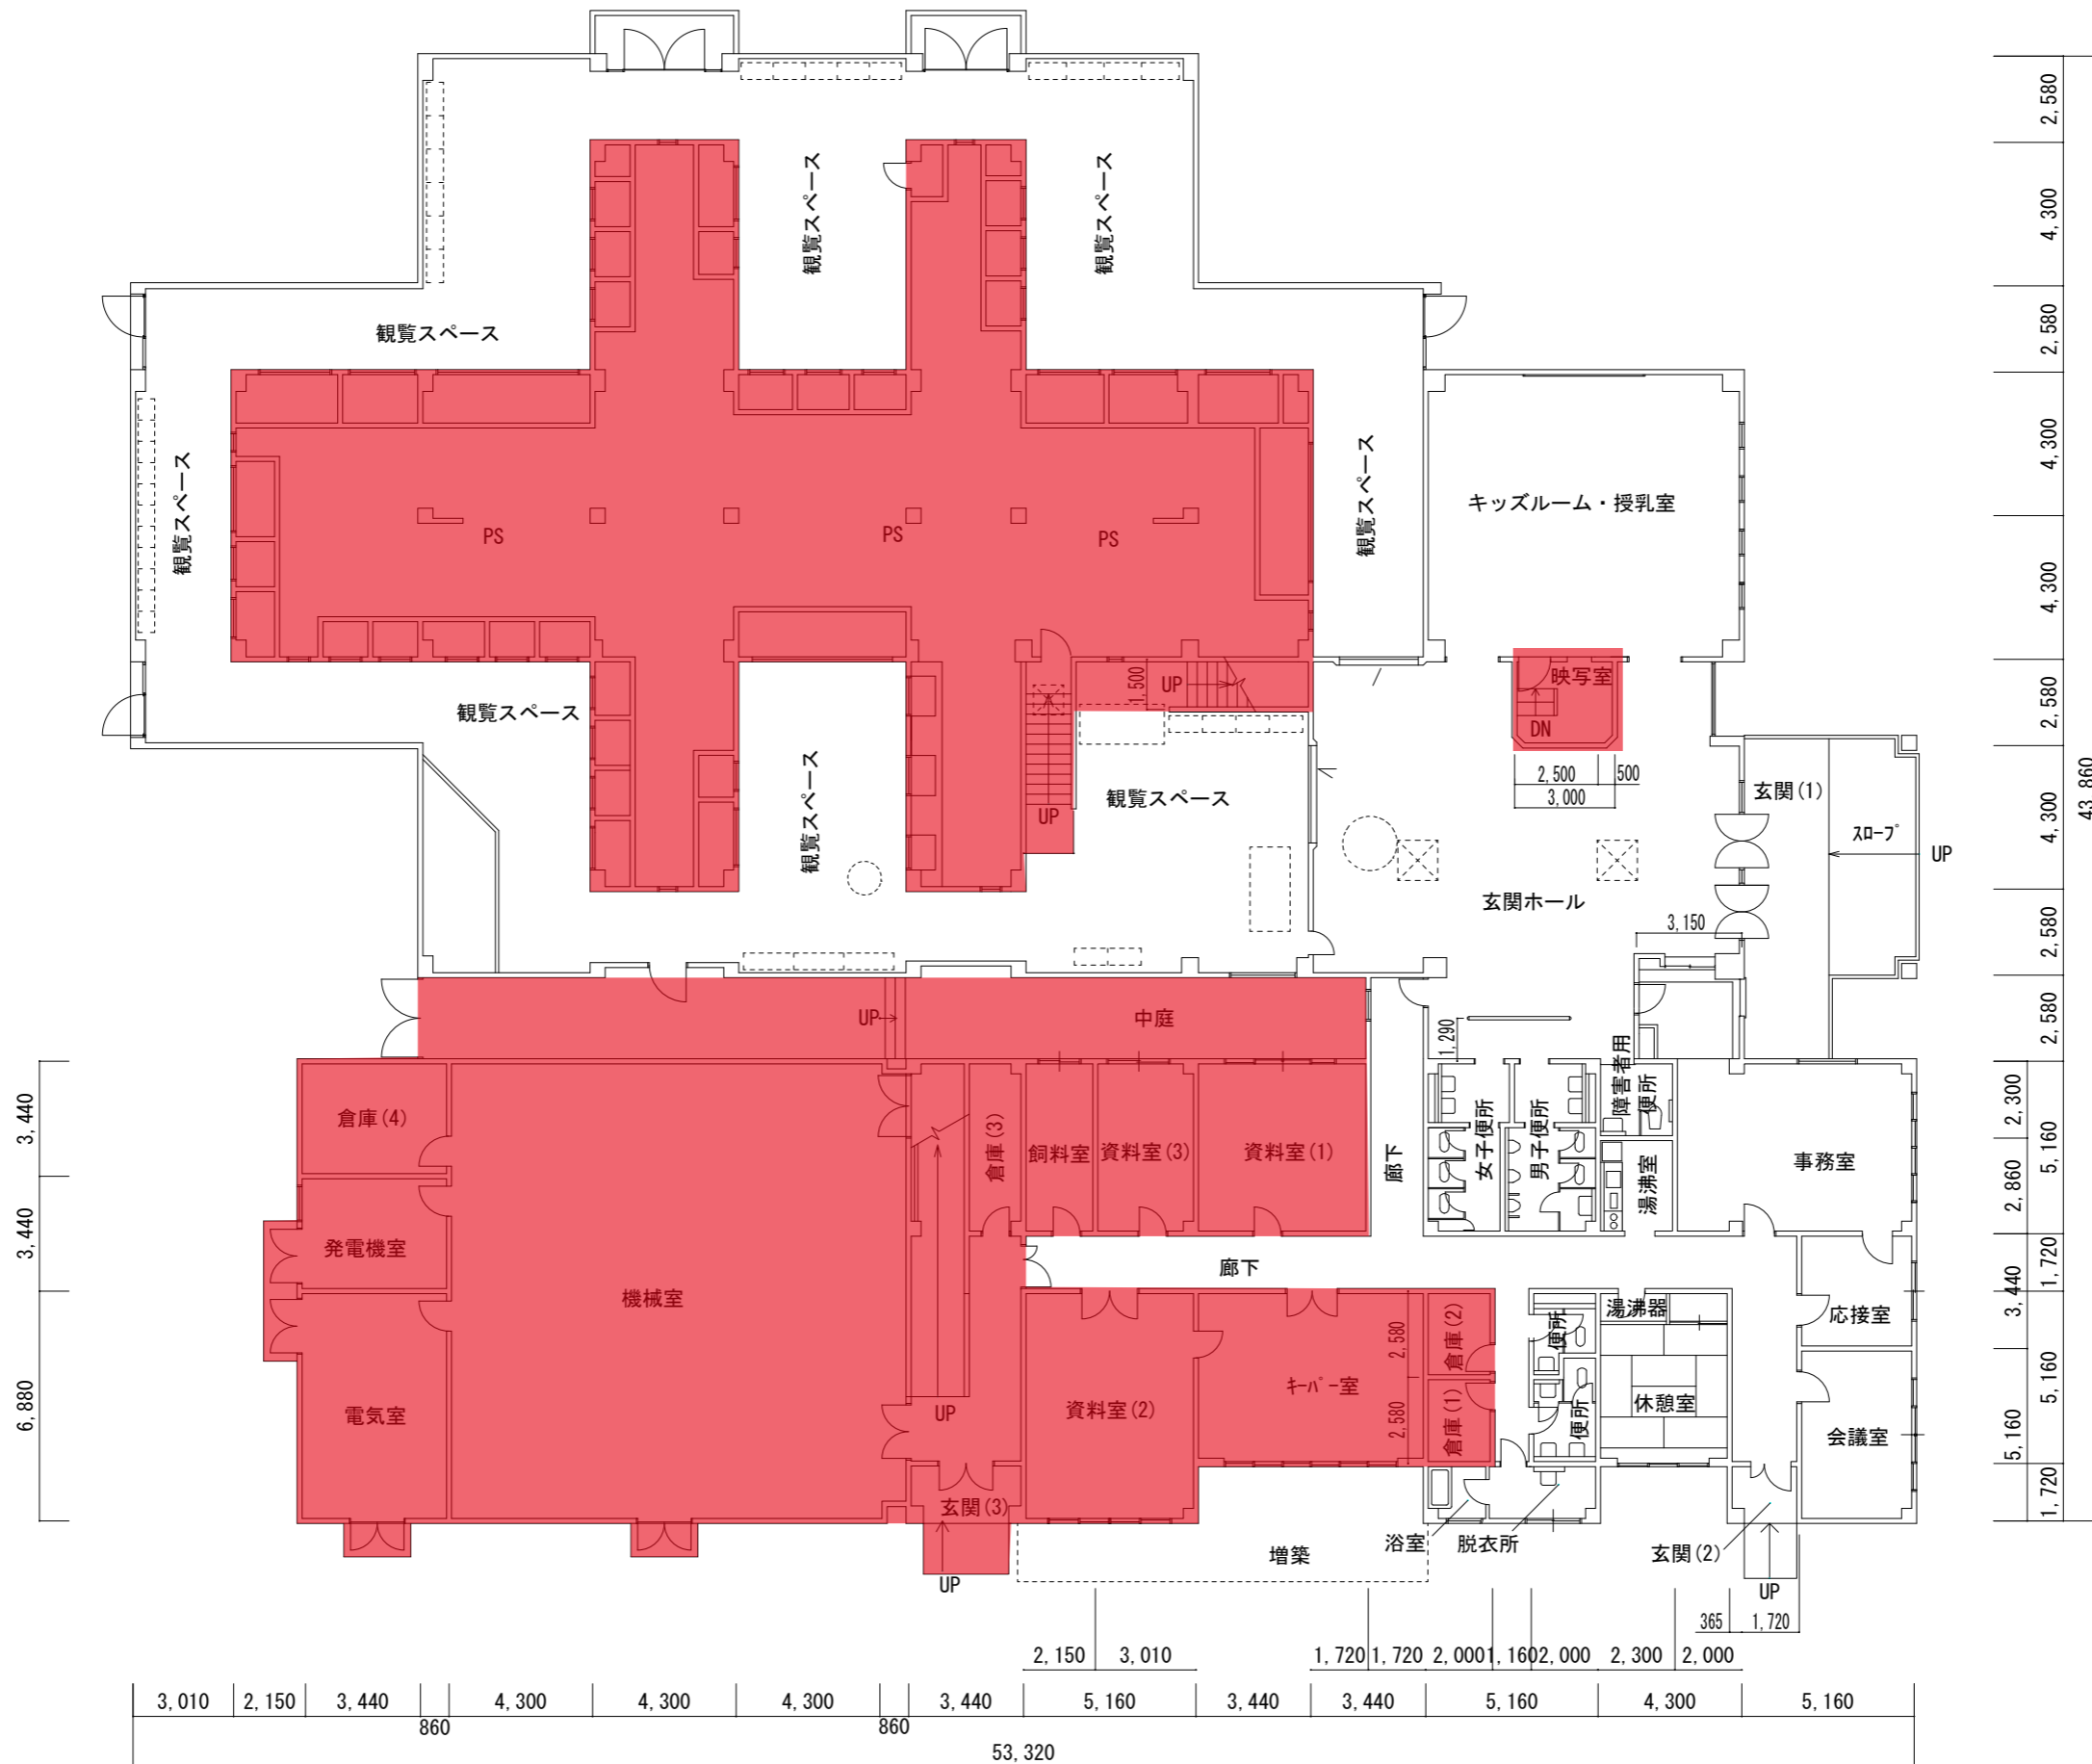 観覧スペース
観覧スペース
観覧スペース
観覧スペース
観覧スペース
観覧スペース
キッズルーム・授乳室
PS
PS
PS
UP
1,500
映写室
DN
2,500
500
3,000
観覧スペース
観覧スペース
観覧スペース
UP
玄関(1)
スロープ
UP
玄関ホール
3,150
UP
中庭
1,290
倉庫(4)
発電機室
電気室
機械室
倉庫(3)
飼料室
資料室(3)
資料室(1)
廊下
女子便所
男子便所
障害者用
便所
湯沸室
事務室
廊下
UP
資料室(2)
キーパー室
2,580
2,580
倉庫(2)
倉庫(1)
便所
便所
湯沸器
休憩室
応接室
会議室
玄関(3)
UP
増築
浴室
脱衣所
玄関(2)
UP
365
1,720
2,580
4,300
2,580
4,300
4,300
2,580
4,300
2,580
2,580
2,300
2,860
1,720
3,440
5,160
5,160
5,160
1,720
43,860
3,440
3,440
6,880
2,150
3,010
1,720
1,720
2,000
1,160
2,000
2,300
2,000
3,010
2,150
3,440
860
4,300
4,300
4,300
860
3,440
5,160
3,440
3,440
5,160
4,300
5,160
53,320